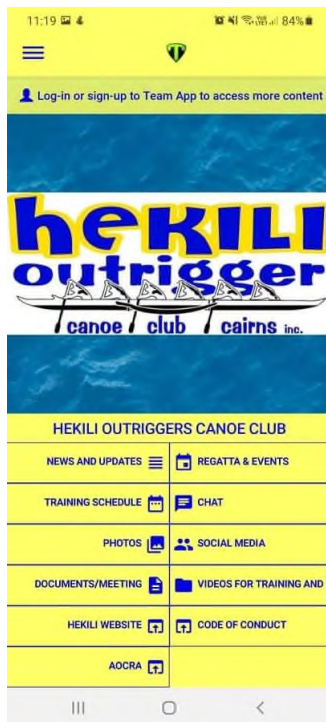 11:19 84%
Log-in or sign-up to Team App to access more content
heKILI
outrigger
canoe club cairns inc.
HEKILI OUTRIGGERS CANOE CLUB
NEWS AND UPDATES
REGATTA & EVENTS
TRAINING SCHEDULE
CHAT
PHOTOS
SOCIAL MEDIA
DOCUMENTS/MEETING
VIDEOS FOR TRAINING AND
HEKILI WEBSITE
CODE OF CONDUCT
AOCRA